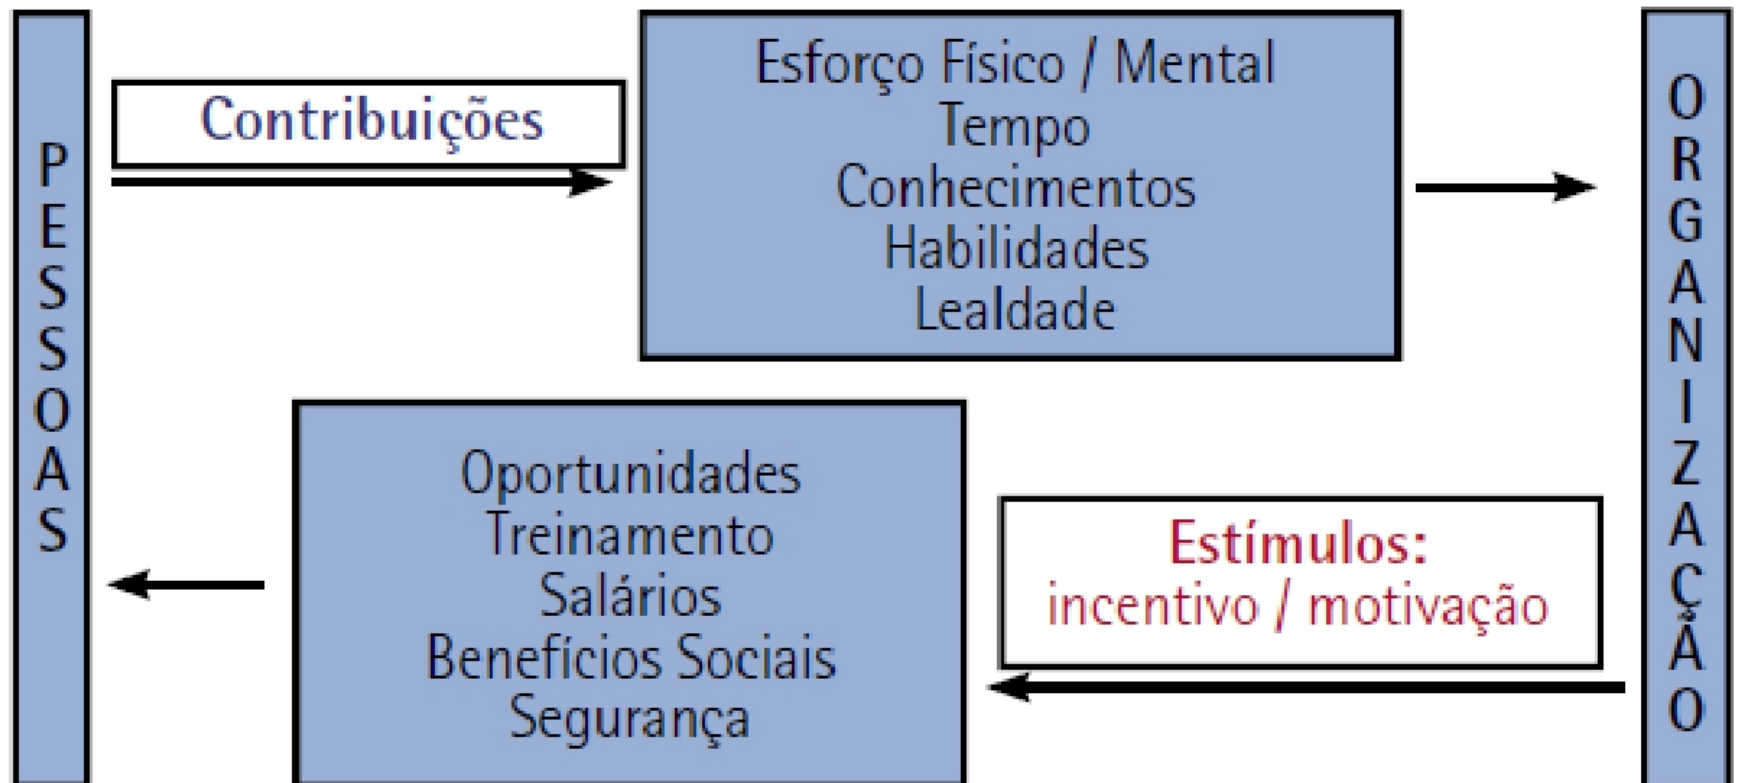 PESSOAS
Contribuições
Esforço Físico / Mental
Tempo
Conhecimentos
Habilidades
Lealdade
ORGANIZAÇÃO
Estímulos:
incentivo / motivação
Oportunidades
Treinamento
Salários
Benefícios Sociais
Segurança